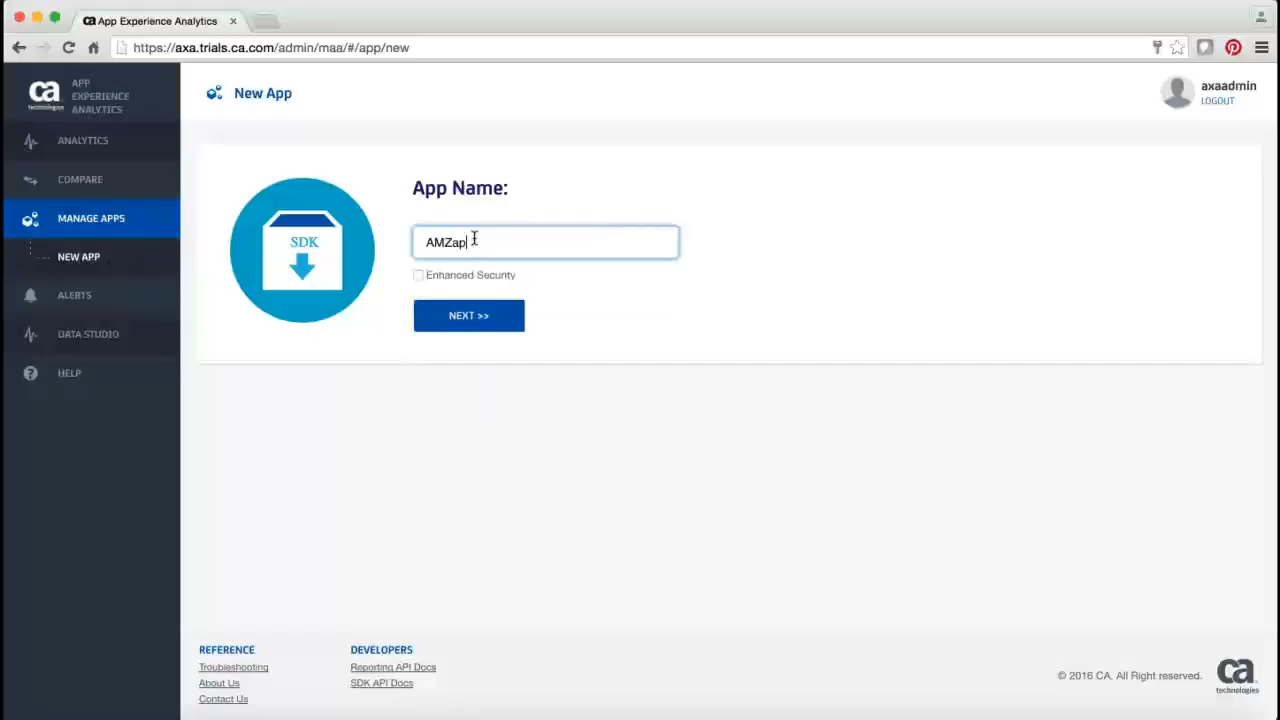 App Experience Analytics
https://axa.trials.ca.com/admin/maa/#/app/new
ca
technologies
APP
EXPERIENCE
ANALYTICS
New App
axaadmin
LOGOUT
ANALYTICS
COMPARE
MANAGE APPS
NEW APP
ALERTS
DATA STUDIO
HELP
App Name:
SDK
AMZap
Enhanced Security
NEXT >>
REFERENCE
Troubleshooting
About Us
Contact Us
DEVELOPERS
Reporting API Docs
SDK API Docs
© 2016 CA. All Right reserved.
ca
technologies